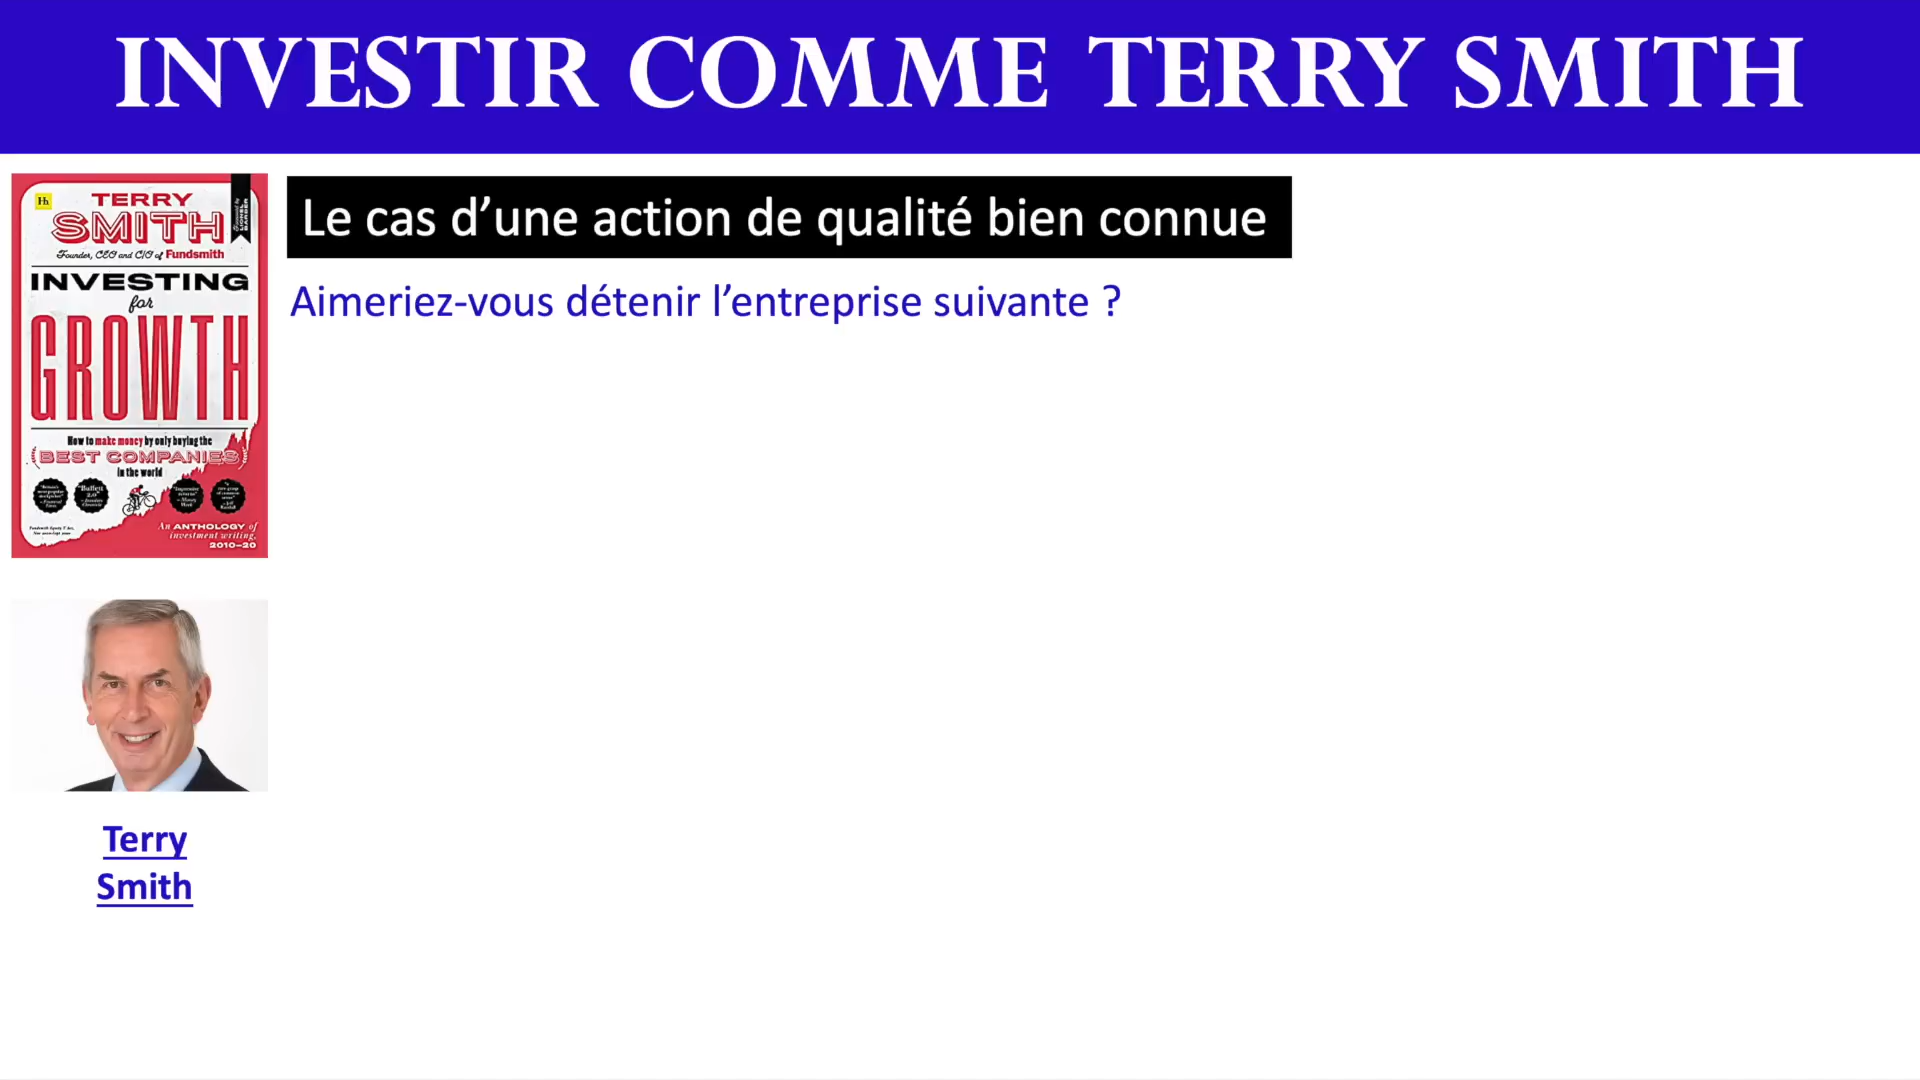 INVESTIR COMME TERRY SMITH
Le cas d’une action de qualité bien connue
Aimeriez-vous détenir l’entreprise suivante ?
TERRY
SMITH
Founder, CEO and CIO of Fundsmith
INVESTING
for
GROWTH
How to make money by only buying the
BEST COMPANIES
in the world
An ANTHOLOGY of
investment writing,
2010–20
Terry
Smith